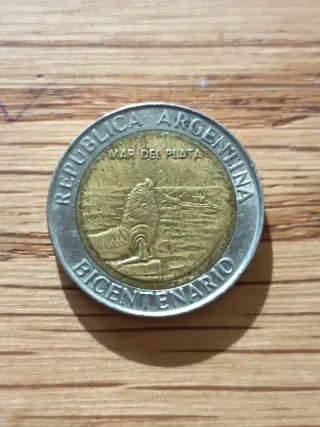 REPUBLICA ARGENTINA
MAR DEL PLATA
BICENTENARIO